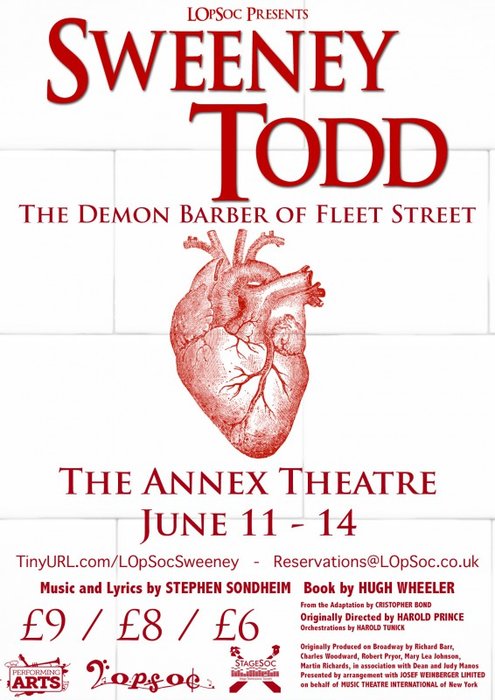 LOpSoc Presents
Sweeney
Todd
The Demon Barber of Fleet Street
The Annex Theatre
June 11 - 14
TinyURL.com/LOpSocSweeney - Reservations@LOpSoc.co.uk
Music and Lyrics by STEPHEN SONDHEIM Book by HUGH WHEELER
From the Adaptation by CRISTOPHER BOND
Originally Directed by HAROLD PRINCE
Orchestrations by HAROLD TUNICK
£9 / £8 / £6
Originally Produced on Broadway by Richard Barr,
Charles Woodward, Robert Pryor, Mary Lea Johnson,
Martin Richards, in association with Dean and Jody Manos
Presented by arrangement with JOSEF WEINBERGER LIMITED
on behalf of MUSIC THEATRE INTERNATIONAL of New York
PERFORMING
ARTS
Lopsoc
StageSoc